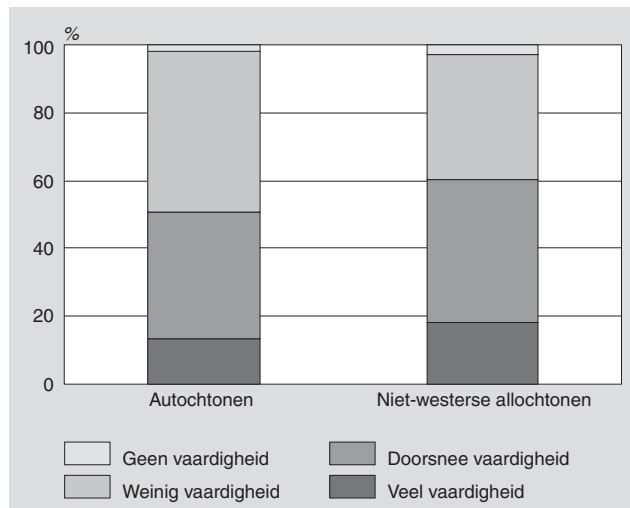 %
100
80
60
40
20
0
Autochtonen Niet-westerse allochtonen
Geen vaardigheid Doorsnee vaardigheid
Weinig vaardigheid Veel vaardigheid